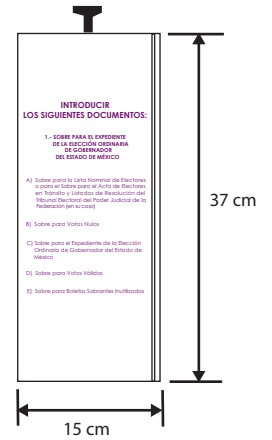 INTRODUCIR
LOS SIGUIENTES DOCUMENTOS:
1.- SOBRE PARA EL EXPEDIENTE
DE LA ELECCIÓN ORDINARIA
DE GOBERNADOR
DEL ESTADO DE MÉXICO
A) Sobre para la Lista Nominal de Electores
o para el Sobre para el Acta de Electores
en Tránsito y Listados de Resolución del
Tribunal Electoral del Poder Judicial de la
Federación (en su caso)
B) Sobre para Votos Nulos
C) Sobre para el Expediente de la Elección
Ordinaria de Gobernador del Estado de
México
D) Sobre para Votos Válidos
E) Sobre para Boletas Sobrantes Inutilizadas
37 cm
15 cm